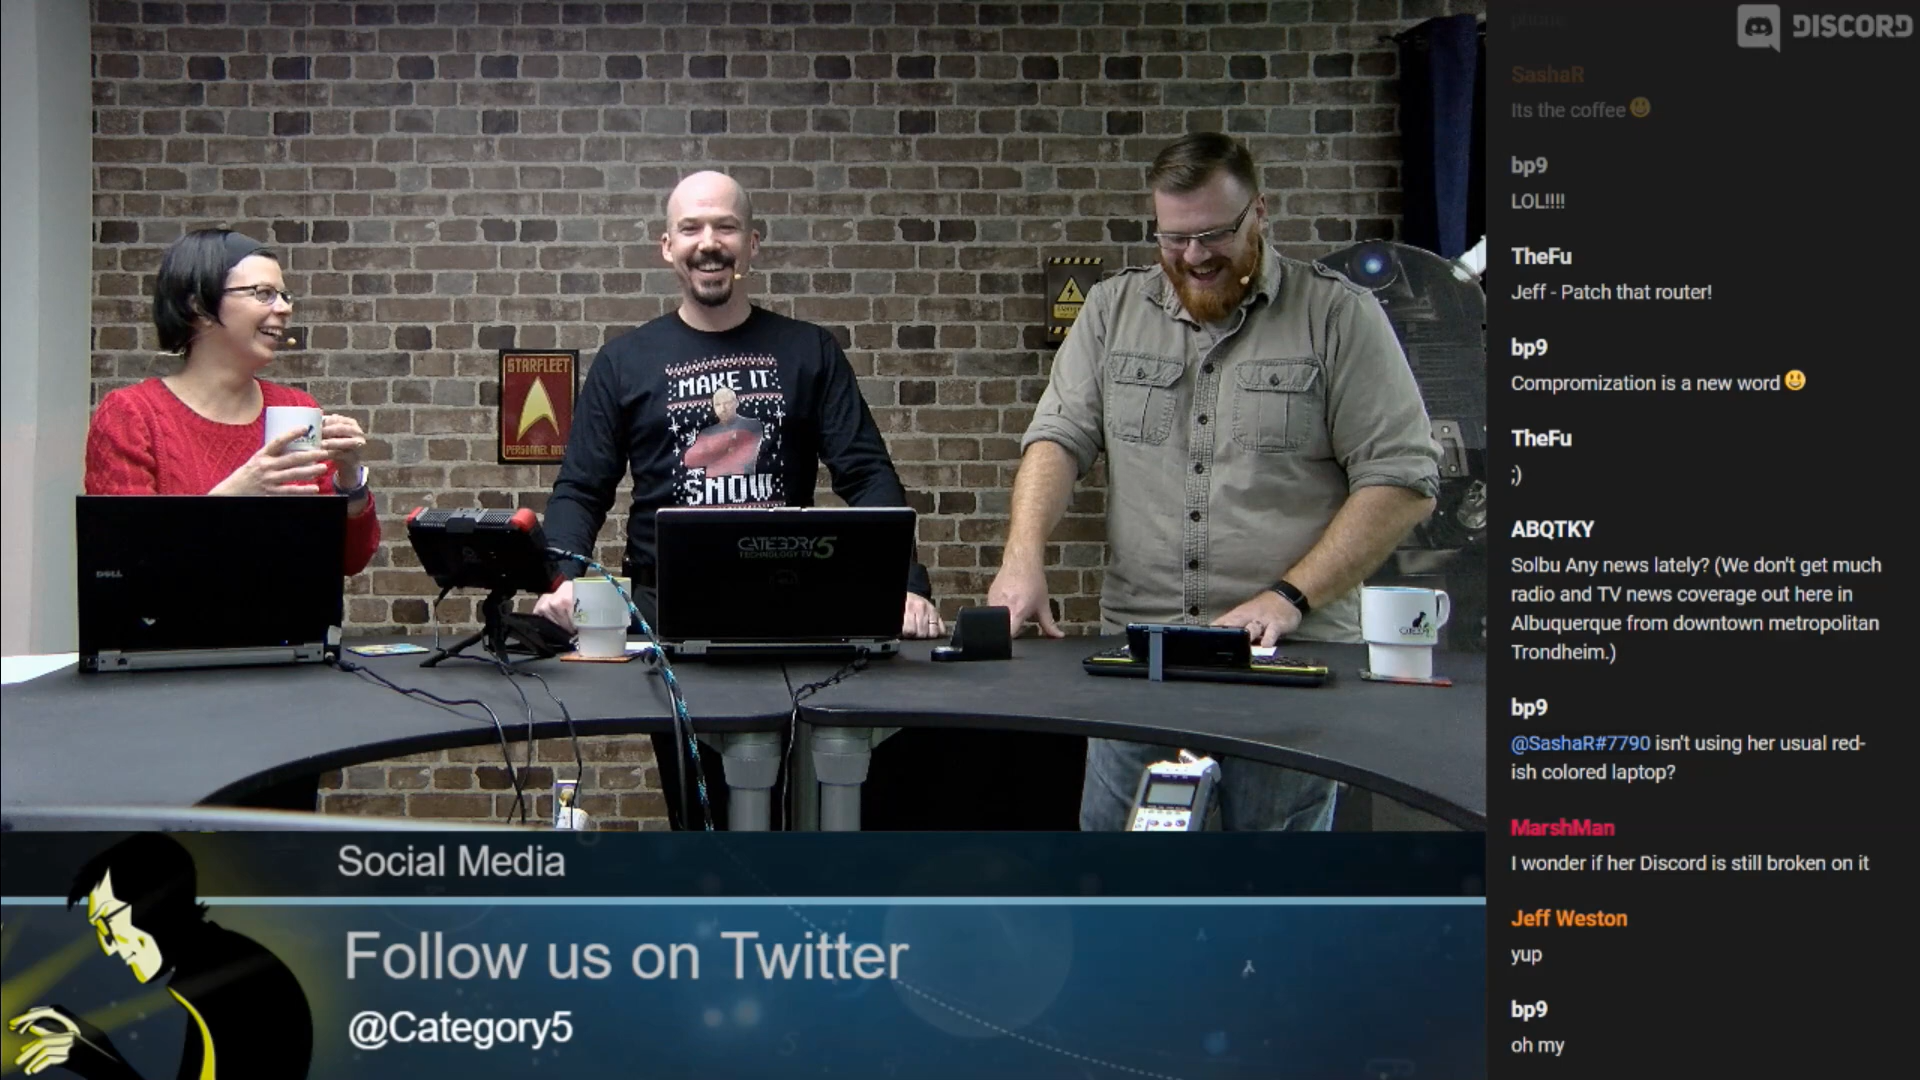 phone
DISCORD
SashaR
Its the coffee
bp9
LOL!!!!
TheFu
Jeff - Patch that router!
bp9
Compromization is a new word
TheFu
;)
ABQTKY
Solbu Any news lately? (We don't get much
radio and TV news coverage out here in
Albuquerque from downtown metropolitan
Trondheim.)
bp9
@SashaR#7790 isn't using her usual red-
ish colored laptop?
MarshMan
I wonder if her Discord is still broken on it
Jeff Weston
yup
bp9
oh my
STARFLEET
PERSONNEL ONLY
MAKE IT
SNOW
DELL
CATEGORY5
TECHNOLOGY TV
Social Media
Follow us on Twitter
@Category5